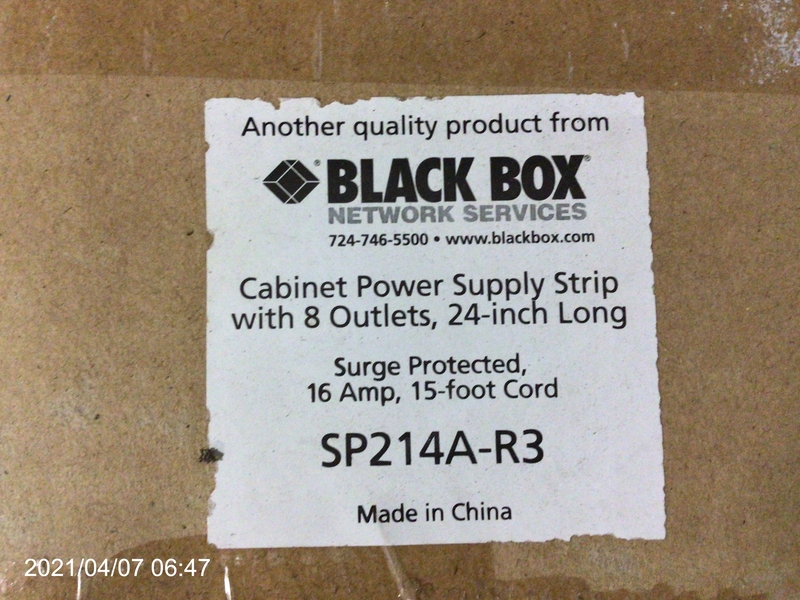 Another quality product from
BLACK BOX®
NETWORK SERVICES
724-746-5500 • www.blackbox.com
Cabinet Power Supply Strip
with 8 Outlets, 24-inch Long
Surge Protected,
16 Amp, 15-foot Cord
SP214A-R3
Made in China
2021/04/07 06:47